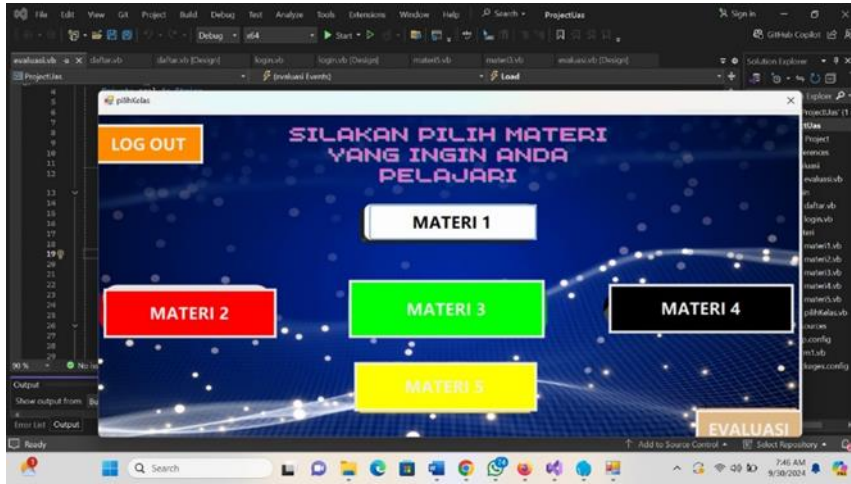 File Edit View Git Project Build Debug Test Analyze Tools Extensions Window Help Search ProjectUas Sign in
Debug x64 Start GitHub Copilot
evaluasi.vb daftar.vb daftar.vb [Design] login.vb login.vb [Design] materi5.vb materi3.vb evaluasi.vb [Design] Solution Explorer
ProjectUas (evaluasi Events) Load
pilihKelas
LOG OUT
SILAKAN PILIH MATERI
YANG INGIN ANDA
PELAJARI
MATERI 1
MATERI 2
MATERI 3
MATERI 4
MATERI 5
EVALUASI
evaluasi.vb
daftar.vb
login.vb
materi1.vb
materi2.vb
materi3.vb
materi4.vb
materi5.vb
pilihKelas.vb
90 %
Output
Show output from:
Error List Output
Ready Add to Source Control Select Repository
Search
7:46 AM
9/30/2024